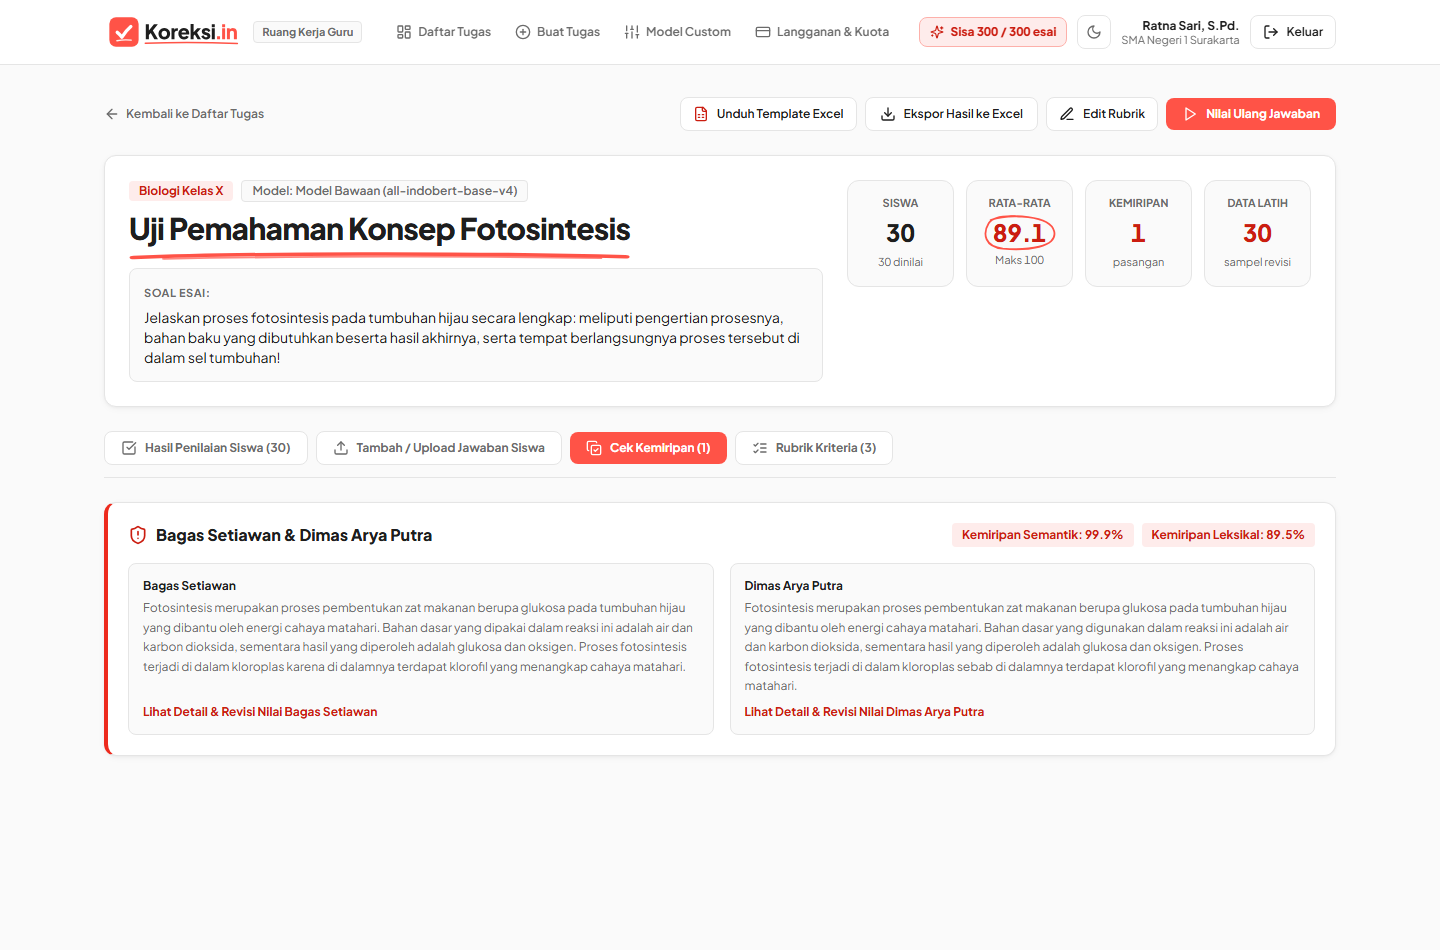 Koreksi.in
Ruang Kerja Guru
Daftar Tugas
Buat Tugas
Model Custom
Langganan & Kuota
Sisa 300 / 300 esai
Ratna Sari, S.Pd.
SMA Negeri 1 Surakarta
Keluar
Kembali ke Daftar Tugas
Unduh Template Excel
Ekspor Hasil ke Excel
Edit Rubrik
Nilai Ulang Jawaban
Biologi Kelas X
Model: Model Bawaan (all-indobert-base-v4)
Uji Pemahaman Konsep Fotosintesis
SOAL ESAI:
Jelaskan proses fotosintesis pada tumbuhan hijau secara lengkap: meliputi pengertian prosesnya,
bahan baku yang dibutuhkan beserta hasil akhirnya, serta tempat berlangsungnya proses tersebut di
dalam sel tumbuhan!
SISWA
30
30 dinilai
RATA-RATA
89.1
Maks 100
KEMIRIPAN
1
pasangan
DATA LATIH
30
sampel revisi
Hasil Penilaian Siswa (30)
Tambah / Upload Jawaban Siswa
Cek Kemiripan (1)
Rubrik Kriteria (3)
Bagas Setiawan & Dimas Arya Putra
Kemiripan Semantik: 99.9%
Kemiripan Leksikal: 89.5%
Bagas Setiawan
Fotosintesis merupakan proses pembentukan zat makanan berupa glukosa pada tumbuhan hijau
yang dibantu oleh energi cahaya matahari. Bahan dasar yang dipakai dalam reaksi ini adalah air dan
karbon dioksida, sementara hasil yang diperoleh adalah glukosa dan oksigen. Proses fotosintesis
terjadi di dalam kloroplas karena di dalamnya terdapat klorofil yang menangkap cahaya matahari.
Lihat Detail & Revisi Nilai Bagas Setiawan
Dimas Arya Putra
Fotosintesis merupakan proses pembentukan zat makanan berupa glukosa pada tumbuhan hijau
yang dibantu oleh energi cahaya matahari. Bahan dasar yang digunakan dalam reaksi ini adalah air
dan karbon dioksida, sementara hasil yang diperoleh adalah glukosa dan oksigen. Proses
fotosintesis terjadi di dalam kloroplas sebab di dalamnya terdapat klorofil yang menangkap cahaya
matahari.
Lihat Detail & Revisi Nilai Dimas Arya Putra